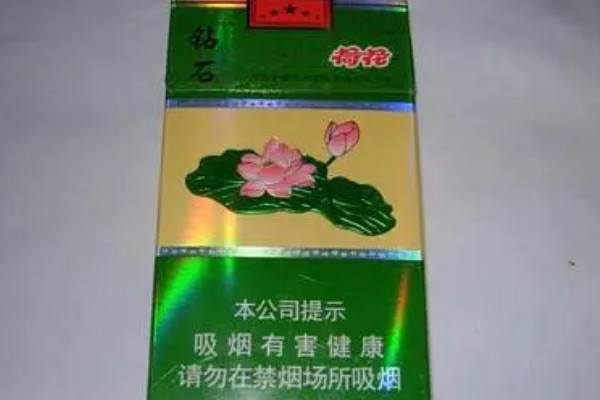 钻石
荷花
本公司提示
吸烟有害健康
请勿在禁烟场所吸烟